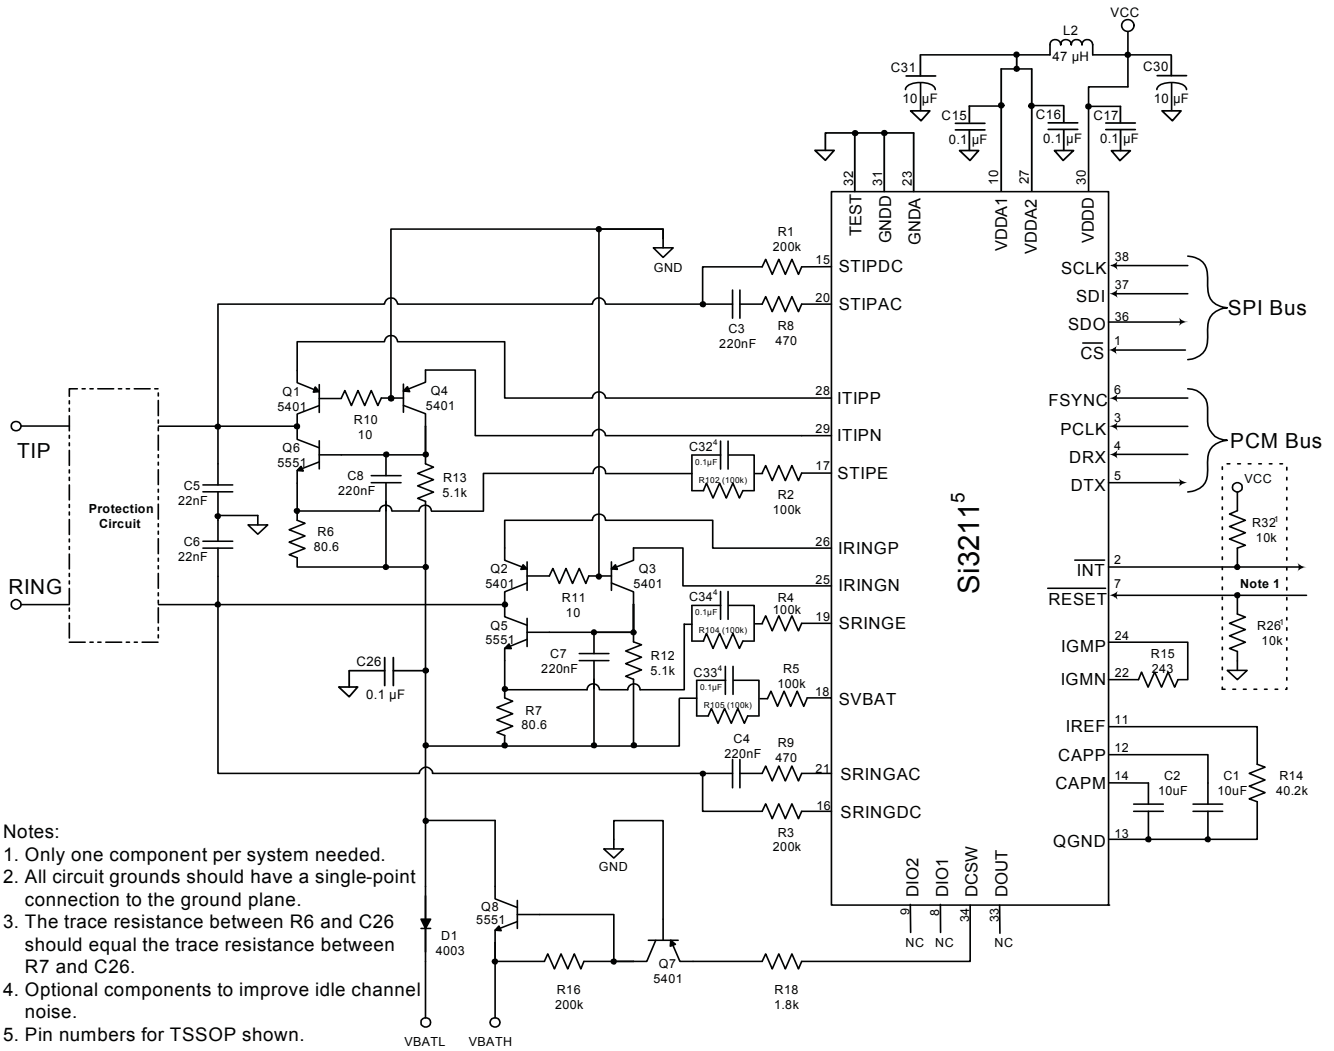 VCC
L2
47 µH
C31
10 µF
C30
10 µF
C15
0.1 µF
C16
0.1 µF
C17
0.1 µF
32
31
23
10
27
30
TEST
GNDD
GNDA
VDDA1
VDDA2
VDDD
GND
R1
200k
15
STIPDC
C3
220nF
R8
470
20
STIPAC
28
ITIPP
29
ITIPN
C32⁴
0.1µF
R102 (100k)
R2
100k
17
STIPE
26
IRINGP
25
IRINGN
C34⁴
0.1µF
R104 (100k)
R4
100k
19
SRINGE
C33⁴
0.1µF
R105 (100k)
R5
100k
18
SVBAT
C4
220nF
R9
470
21
SRINGAC
R3
200k
16
SRINGDC
Si3211⁵
SCLK
38
SDI
37
SDO
36
CS
1
SPI Bus
FSYNC
6
PCLK
3
DRX
4
DTX
5
PCM Bus
VCC
R32¹
10k
INT
2
Note 1
RESET
7
R26¹
10k
IGMP
24
R15
243
IGMN
22
IREF
11
CAPP
12
CAPM
14
QGND
13
C2
10uF
C1
10uF
R14
40.2k
DIO2
DIO1
DCSW
DOUT
9
8
34
33
NC
NC
NC
TIP
RING
Protection
Circuit
C5
22nF
C6
22nF
Q1
5401
R10
10
Q4
5401
Q6
5551
C8
220nF
R13
5.1k
R6
80.6
Q2
5401
R11
10
Q3
5401
Q5
5551
C7
220nF
R12
5.1k
R7
80.6
C26
0.1 µF
GND
Q8
5551
D1
4003
R16
200k
Q7
5401
R18
1.8k
VBATL
VBATH
Notes:
1. Only one component per system needed.
2. All circuit grounds should have a single-point
connection to the ground plane.
3. The trace resistance between R6 and C26
should equal the trace resistance between
R7 and C26.
4. Optional components to improve idle channel
noise.
5. Pin numbers for TSSOP shown.